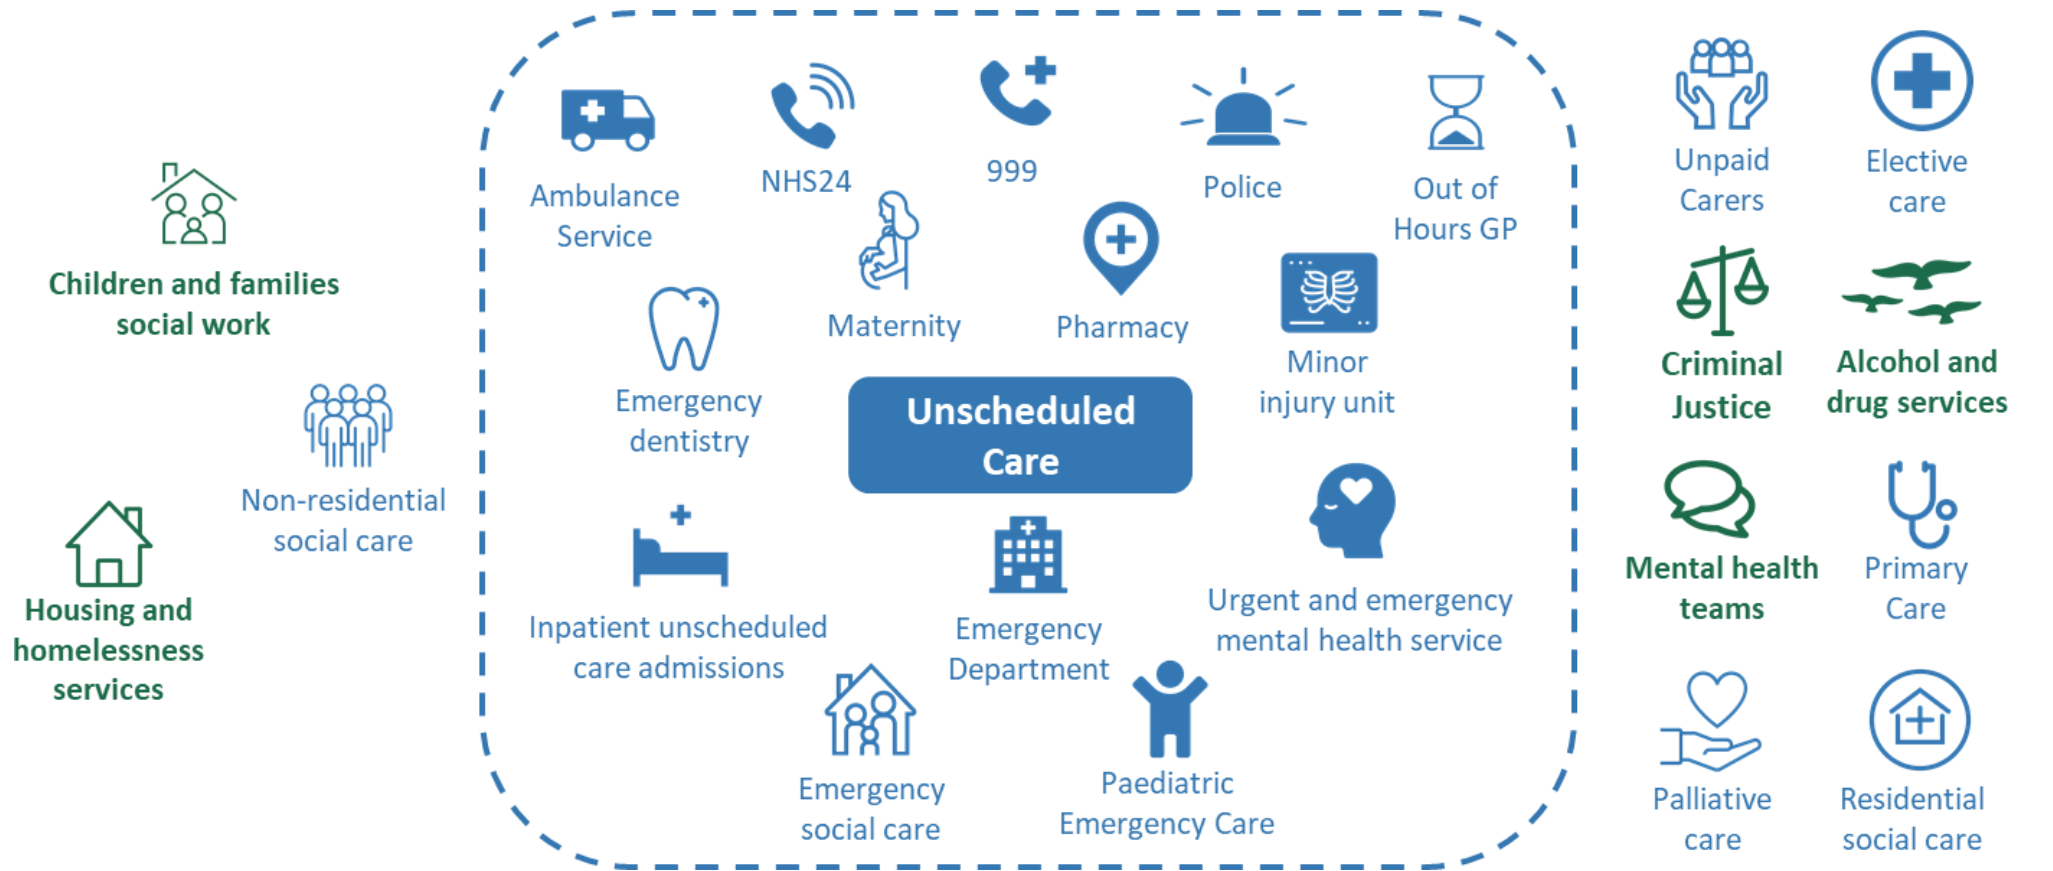 Children and families
social work
Non-residential
social care
Housing and
homelessness
services
Ambulance
Service
NHS24
999
Police
Out of
Hours GP
Maternity
Pharmacy
Minor
injury unit
Emergency
dentistry
Unscheduled
Care
Inpatient unscheduled
care admissions
Emergency
Department
Urgent and emergency
mental health service
Emergency
social care
Paediatric
Emergency Care
Unpaid
Carers
Elective
care
Criminal
Justice
Alcohol and
drug services
Mental health
teams
Primary
Care
Palliative
care
Residential
social care